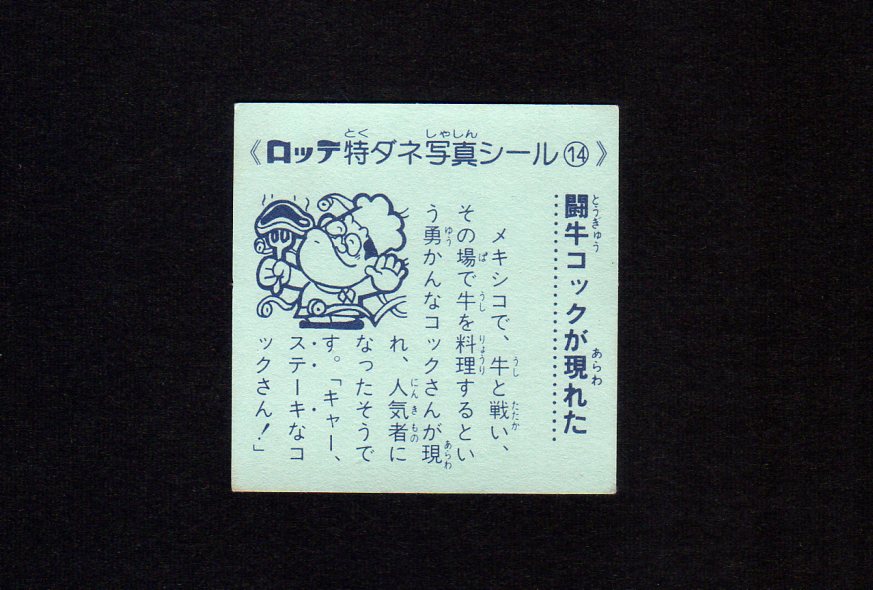 《ロッテ特ダネ写真シール⑭》
闘牛コックが現れた
メキシコで、牛と戦い、
その場で牛を料理するとい
う勇かんなコックさんが現
れ、人気者に
なったそうで
す。「キャー、
ステーキなコ
ックさん！」